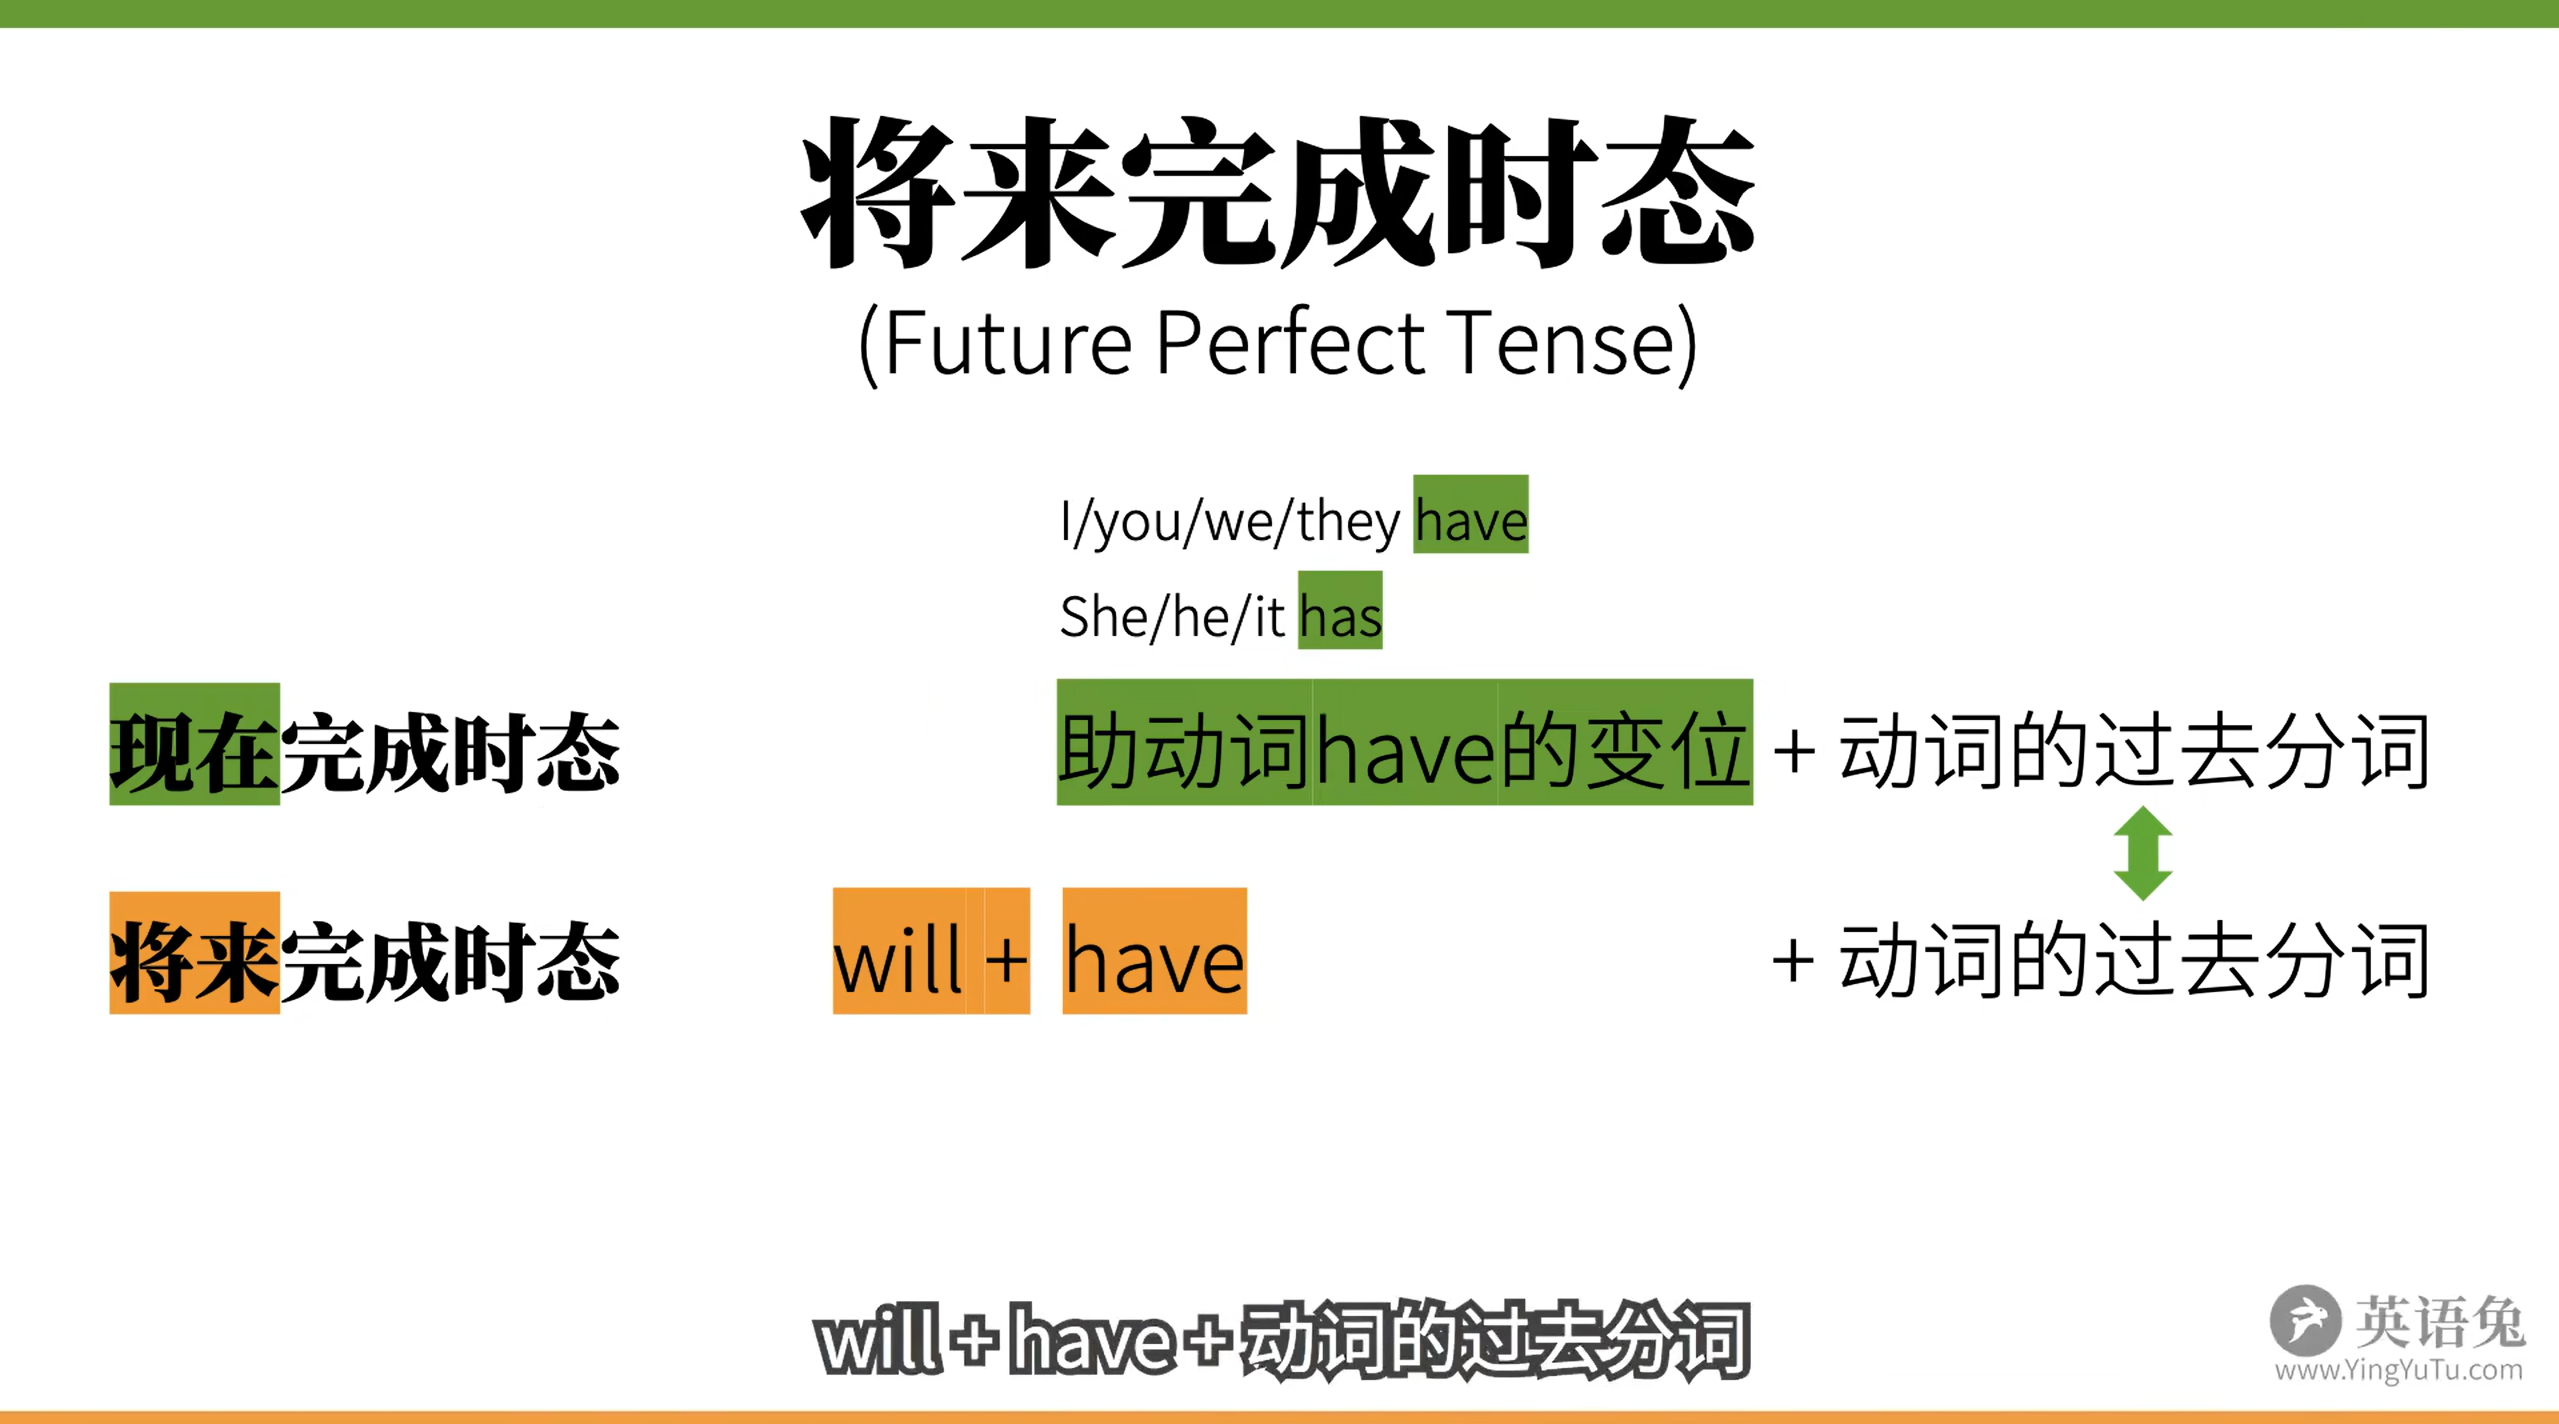 将来完成时态
(Future Perfect Tense)
I/you/we/they have
She/he/it has
现在完成时态 助动词have的变位 + 动词的过去分词
将来完成时态 will + have + 动词的过去分词
will + have + 动词的过去分词
英语兔
www.YingYuTu.com